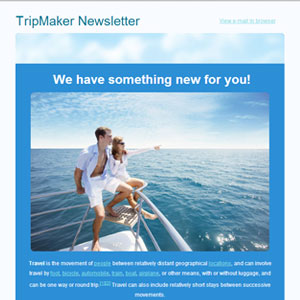 TripMaker Newsletter
View e-mail in browser
We have something new for you!
Travel is the movement of people between relatively distant geographical locations, and can involve
travel by foot, bicycle, automobile, train, boat, airplane, or other means, with or without luggage, and
can be one way or round trip. Travel can also include relatively short stays between successive
movements.